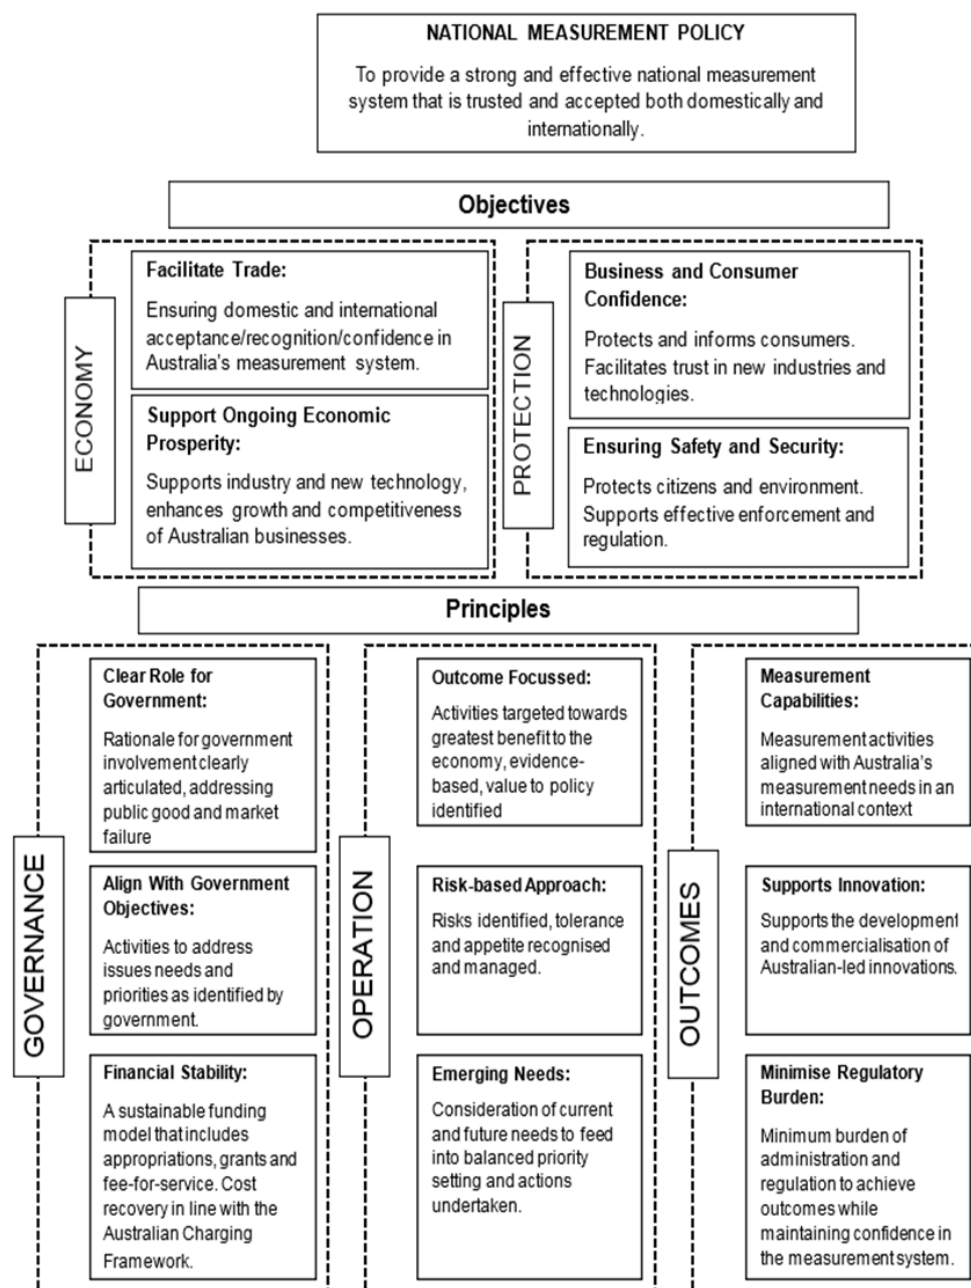 NATIONAL MEASUREMENT POLICY
To provide a strong and effective national measurement
system that is trusted and accepted both domestically and
internationally.
Objectives
ECONOMY
Facilitate Trade:
Ensuring domestic and international
acceptance/recognition/confidence in
Australia's measurement system.
Support Ongoing Economic
Prosperity:
Supports industry and new technology,
enhances growth and competitiveness
of Australian businesses.
PROTECTION
Business and Consumer
Confidence:
Protects and informs consumers.
Facilitates trust in new industries and
technologies.
Ensuring Safety and Security:
Protects citizens and environment.
Supports effective enforcement and
regulation.
Principles
GOVERNANCE
Clear Role for
Government:
Rationale for government
involvement clearly
articulated, addressing
public good and market
failure
Align With Government
Objectives:
Activities to address
issues needs and
priorities as identified by
government.
Financial Stability:
A sustainable funding
model that includes
appropriations, grants and
fee-for-service. Cost
recovery in line with the
Australian Charging
Framework.
OPERATION
Outcome Focussed:
Activities targeted towards
greatest benefit to the
economy, evidence-
based, value to policy
identified
Risk-based Approach:
Risks identified, tolerance
and appetite recognised
and managed.
Emerging Needs:
Consideration of current
and future needs to feed
into balanced priority
setting and actions
undertaken.
OUTCOMES
Measurement
Capabilities:
Measurement activities
aligned with Australia's
measurement needs in an
international context
Supports Innovation:
Supports the development
and commercialisation of
Australian-led innovations.
Minimise Regulatory
Burden:
Minimum burden of
administration and
regulation to achieve
outcomes while
maintaining confidence in
the measurement system.